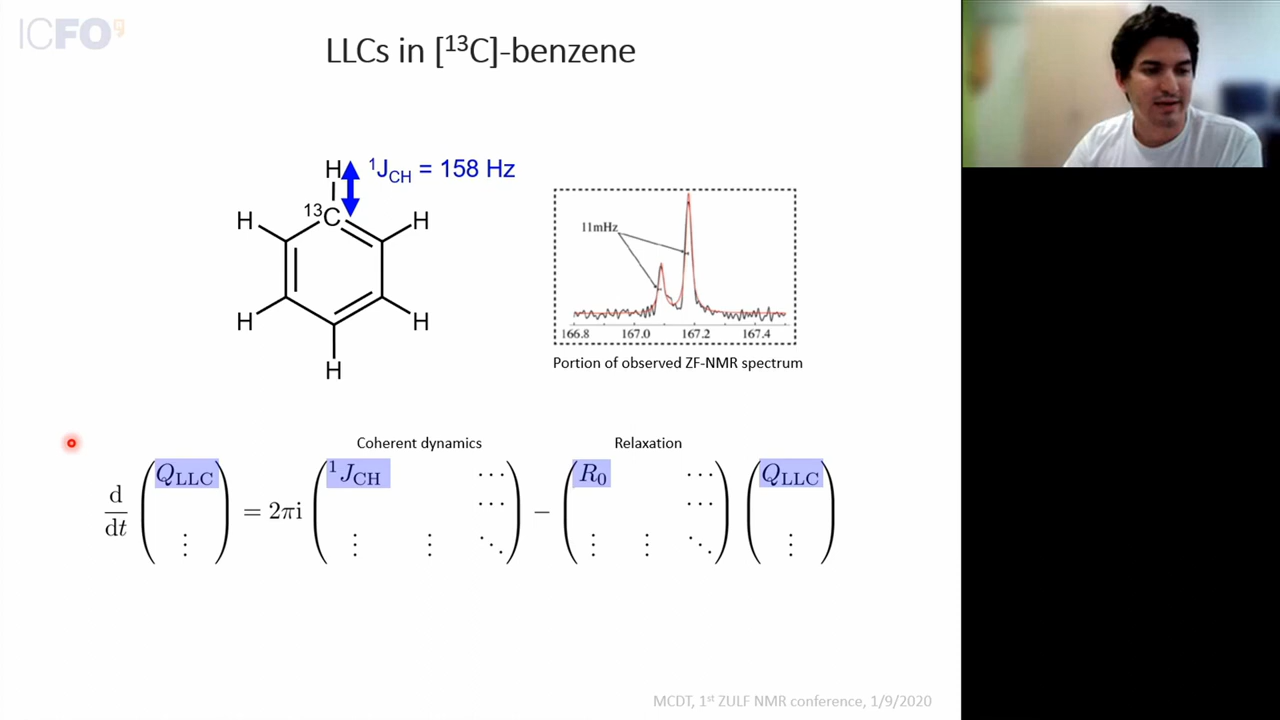 ICFO
LLCs in [¹³C]-benzene
H
¹J_CH = 158 Hz
¹³C
H
H
H
H
H
11mHz
166.8 167.0 167.2 167.4
Portion of observed ZF-NMR spectrum
Coherent dynamics
Relaxation
d/dt (Q_LLC ⋮) = 2πi (¹J_CH ⋯ ⋯ ⋮ ⋮ ⋱) − (R₀ ⋯ ⋯ ⋮ ⋮ ⋱) (Q_LLC ⋮)
MCDT, 1ˢᵗ ZULF NMR conference, 1/9/2020